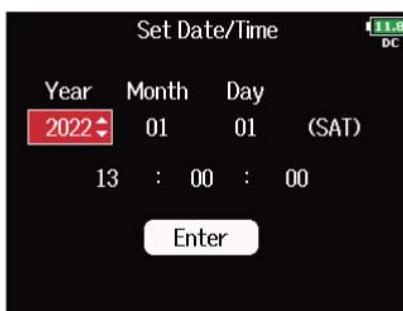 Set Date/Time
11.8
DC
Year Month Day
2022 01 01 (SAT)
13 : 00 : 00
Enter